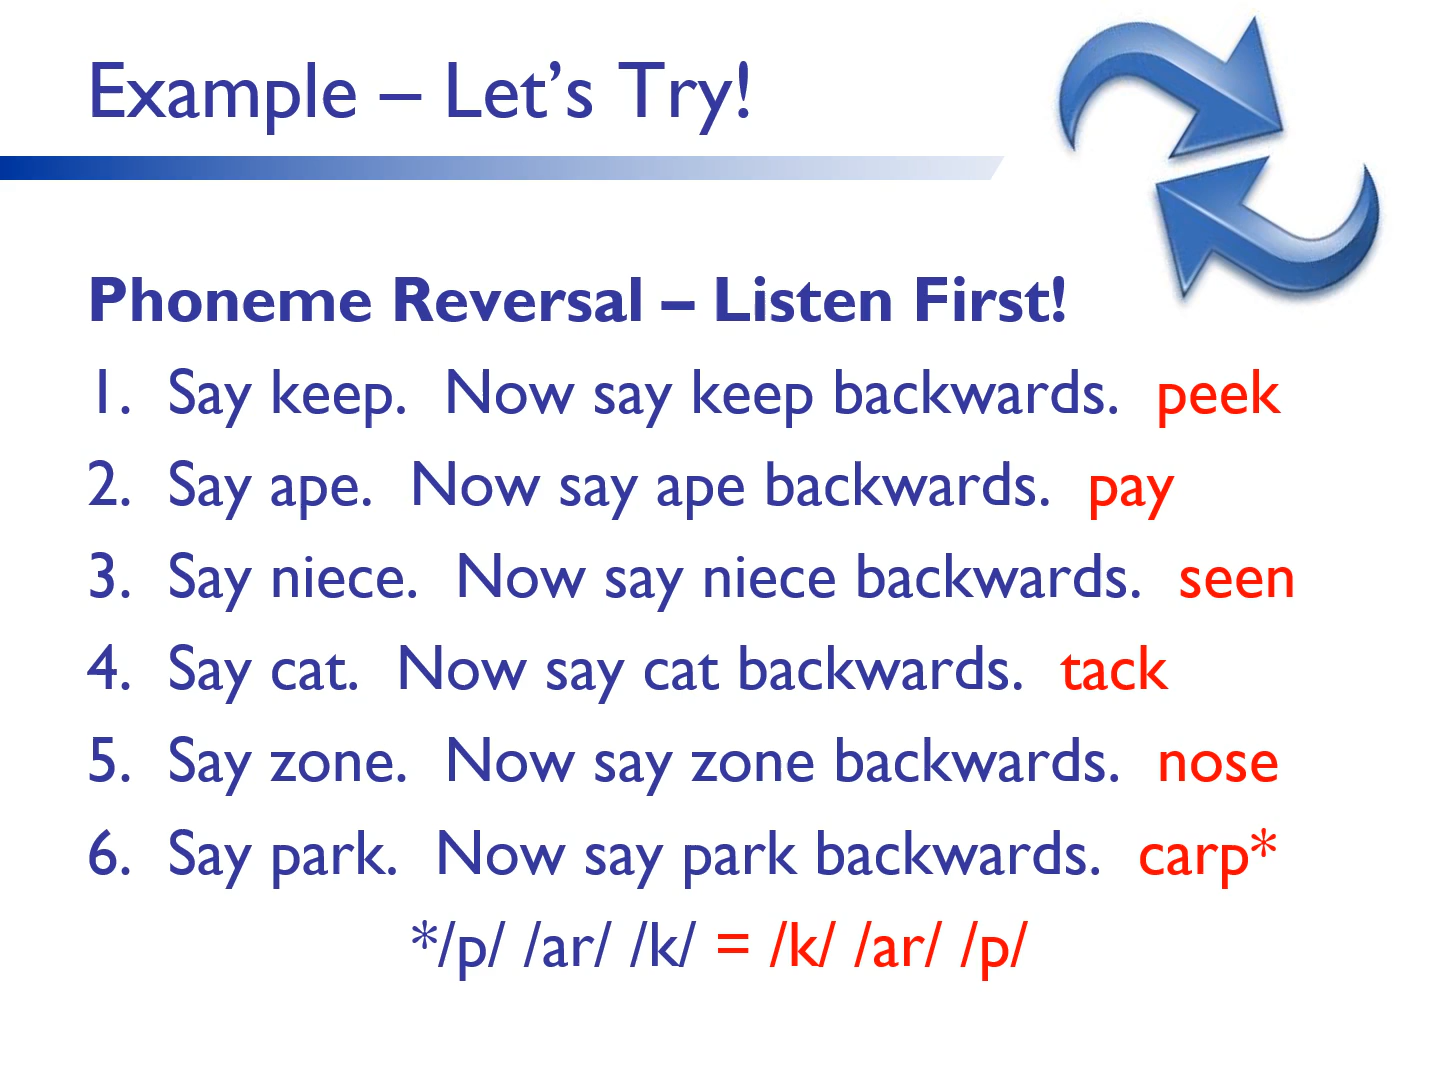 Example – Let’s Try!
Phoneme Reversal – Listen First!
1. Say keep. Now say keep backwards. peek
2. Say ape. Now say ape backwards. pay
3. Say niece. Now say niece backwards. seen
4. Say cat. Now say cat backwards. tack
5. Say zone. Now say zone backwards. nose
6. Say park. Now say park backwards. carp*
*/p/ /ar/ /k/ = /k/ /ar/ /p/